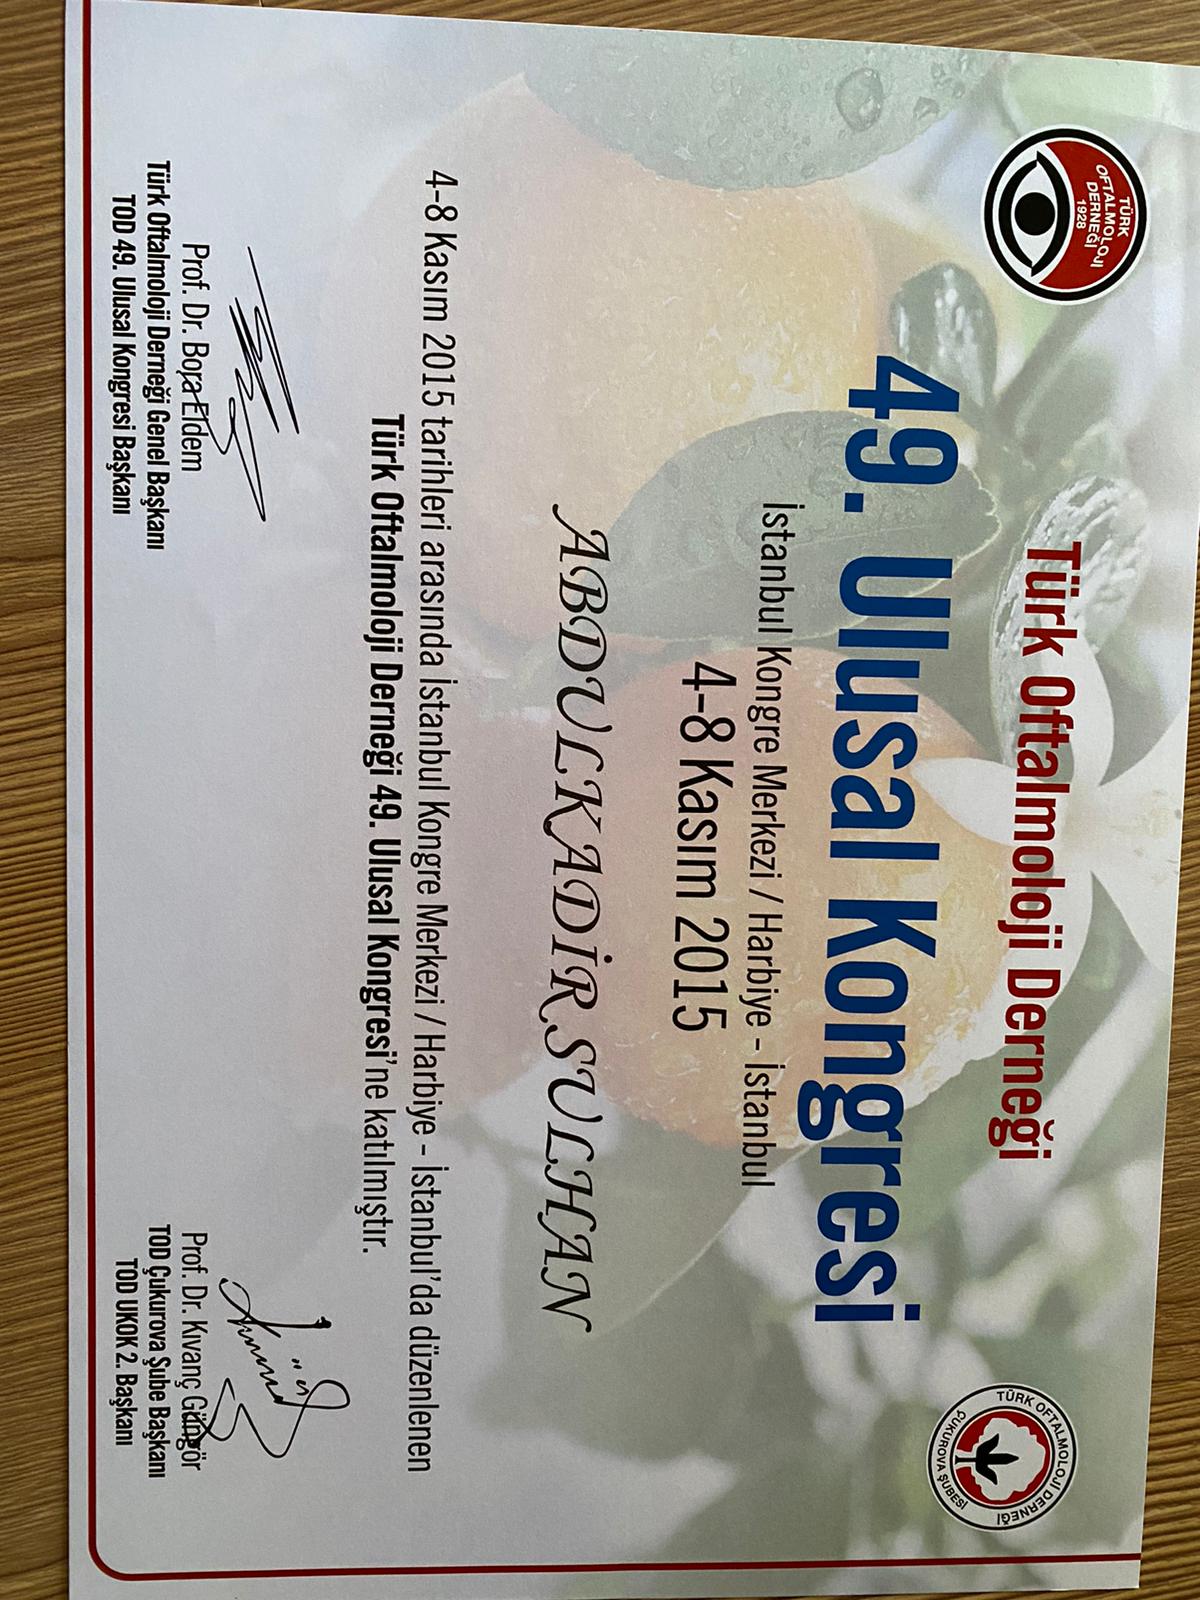 TÜRK
OFTALMOLOJİ
DERNEĞİ
1928
Türk Oftalmoloji Derneği
49. Ulusal Kongresi
İstanbul Kongre Merkezi / Harbiye - İstanbul
4-8 Kasım 2015
TÜRK OFTALMOLOJİ DERNEĞİ
ÇUKUROVA ŞUBESİ
ABDULKADİR SULHAN
4-8 Kasım 2015 tarihleri arasında İstanbul Kongre Merkezi / Harbiye - İstanbul'da düzenlenen
Türk Oftalmoloji Derneği 49. Ulusal Kongresi'ne katılmıştır.
Prof. Dr. Bora Eldem
Türk Oftalmoloji Derneği Genel Başkanı
TOD 49. Ulusal Kongresi Başkanı
Prof. Dr. Kıvanç Güngör
TOD Çukurova Şube Başkanı
TOD UKOK 2. Başkanı